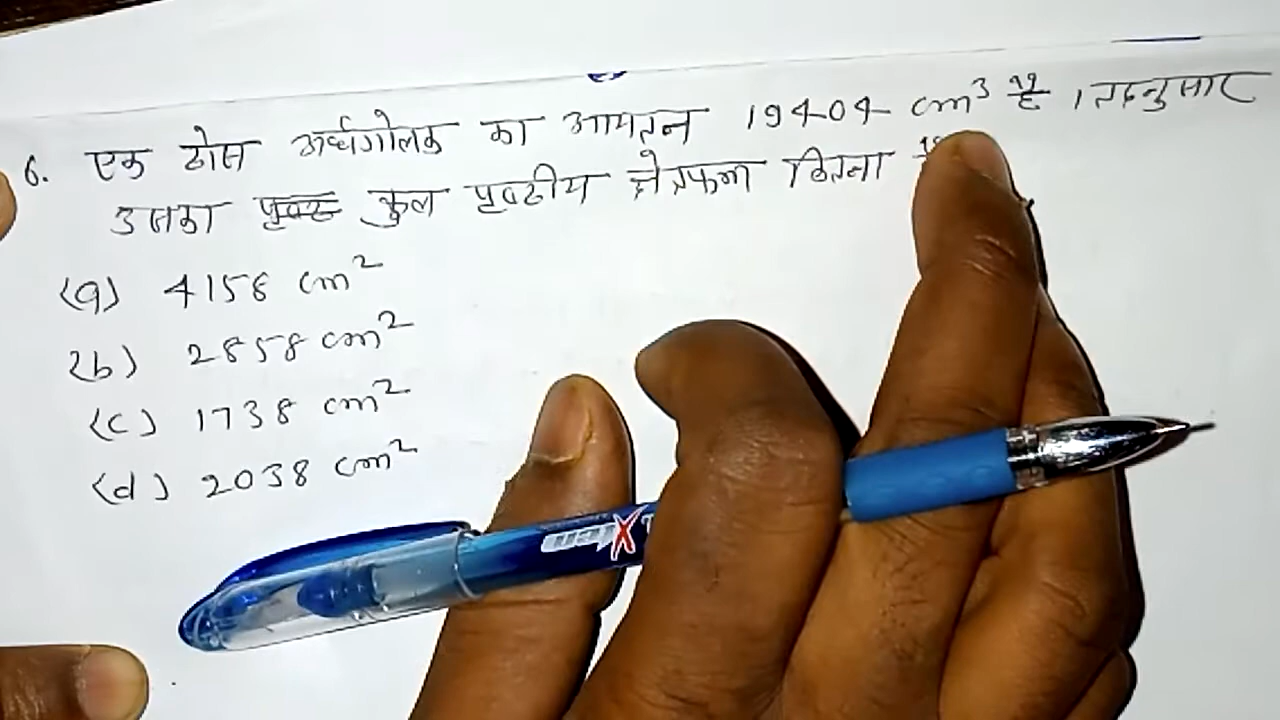 6. एक ठोस अर्धगोलक का आयतन 19404 cm³ है । तदनुसार
उसका कुल पृष्ठीय क्षेत्रफल कितना है
(a) 4158 cm²
(b) 2858 cm²
(c) 1738 cm²
(d) 2038 cm²